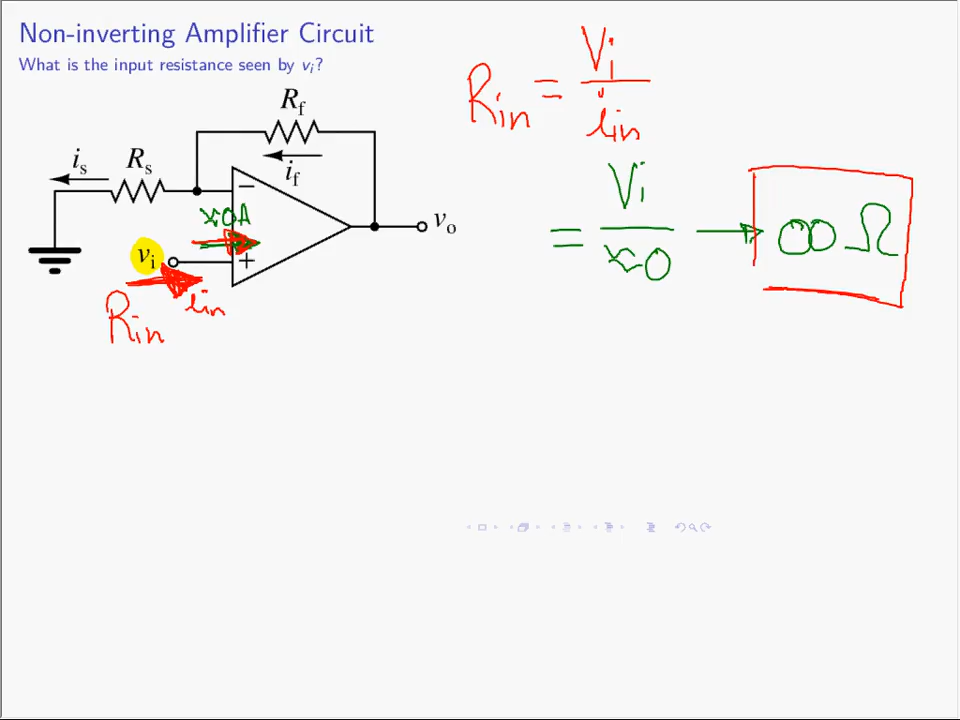 Non-inverting Amplifier Circuit
What is the input resistance seen by vᵢ?
Rin = Vi / iin
= Vi / ≈0 → ∞ Ω
Rf
if
is
Rs
−
≈0A
vo
vi
+
iin
Rin